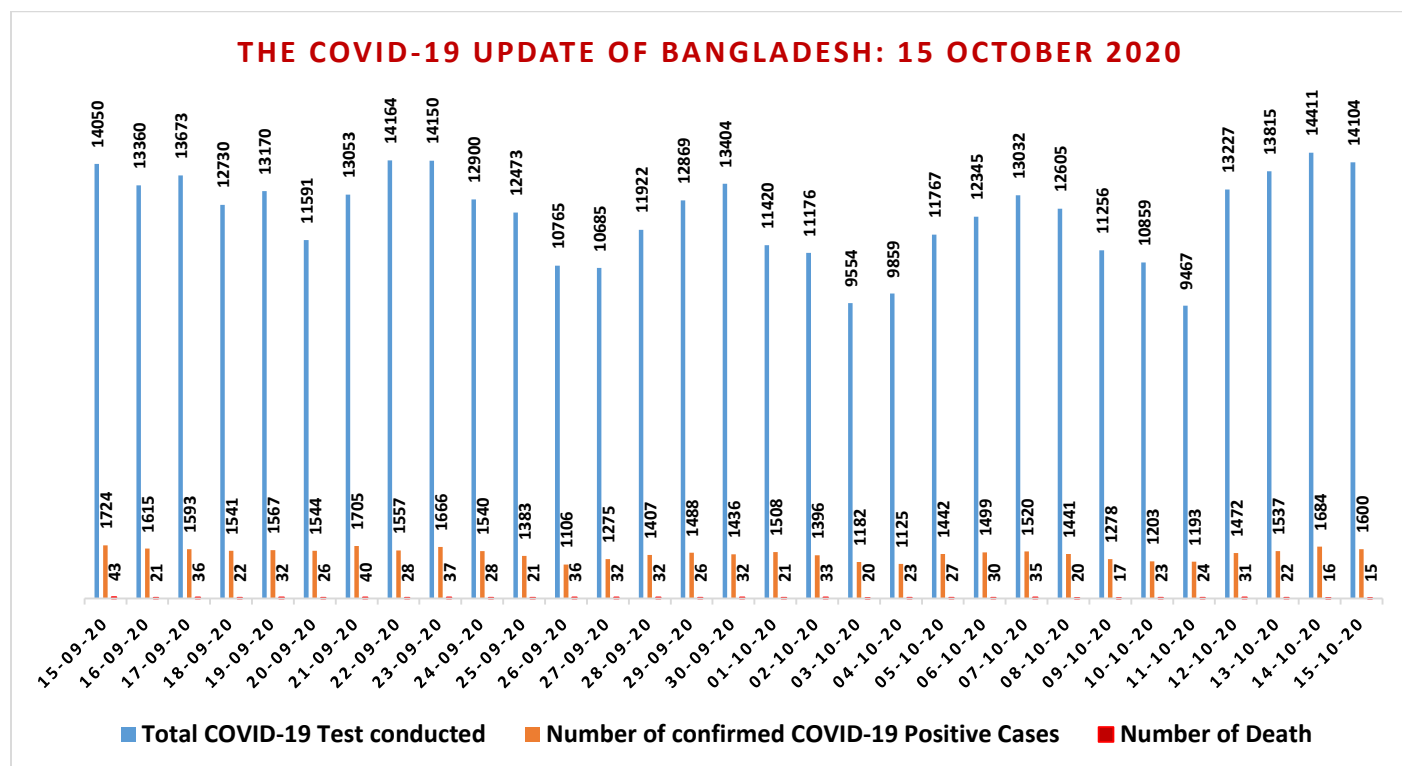 THE COVID-19 UPDATE OF BANGLADESH: 15 OCTOBER 2020
14050 13360 13673 12730 13170 11591 13053 14164 14150 12900 12473 10765 10685 11922 12869 13404 11420 11176 9554 9859 11767 12345 13032 12605 11256 10859 9467 13227 13815 14411 14104
1724 1615 1593 1541 1567 1544 1705 1557 1666 1540 1383 1106 1275 1407 1488 1436 1508 1396 1182 1125 1442 1499 1520 1441 1278 1203 1193 1472 1537 1684 1600
43 21 36 22 32 26 40 28 37 28 21 36 32 32 26 32 21 33 20 23 27 30 35 20 17 23 24 31 22 16 15
15-09-20 16-09-20 17-09-20 18-09-20 19-09-20 20-09-20 21-09-20 22-09-20 23-09-20 24-09-20 25-09-20 26-09-20 27-09-20 28-09-20 29-09-20 30-09-20 01-10-20 02-10-20 03-10-20 04-10-20 05-10-20 06-10-20 07-10-20 08-10-20 09-10-20 10-10-20 11-10-20 12-10-20 13-10-20 14-10-20 15-10-20
Total COVID-19 Test conducted Number of confirmed COVID-19 Positive Cases Number of Death